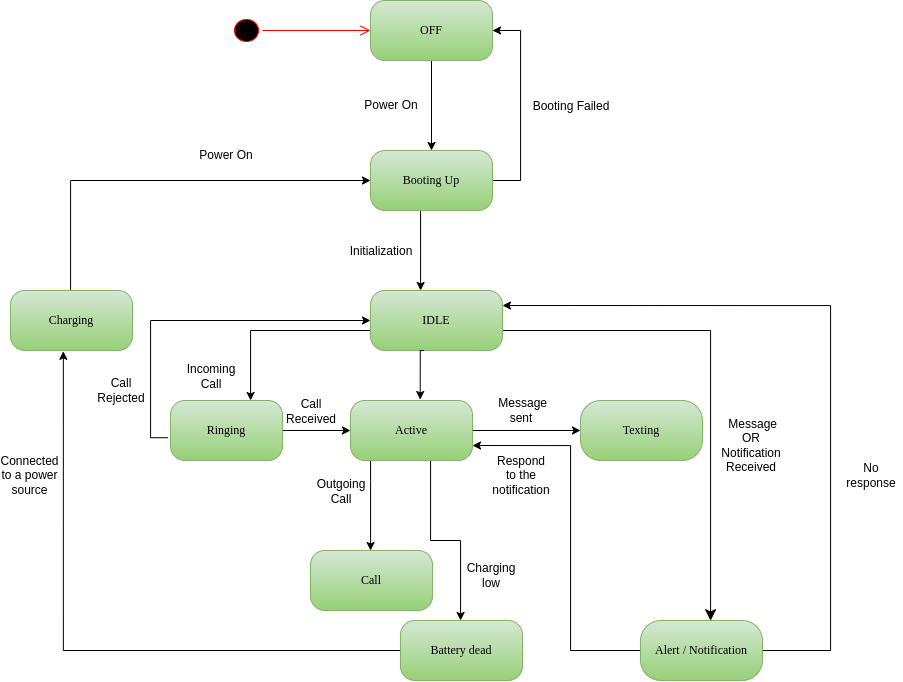 OFF
Power On
Booting Failed
Power On
Booting Up
Initialization
Charging
IDLE
Incoming
Call
Call
Rejected
Call
Received
Message
sent
Ringing
Active
Texting
Message
OR
Notification
Received
Connected
to a power
source
Respond
to the
notification
No
response
Outgoing
Call
Charging
low
Call
Battery dead
Alert / Notification